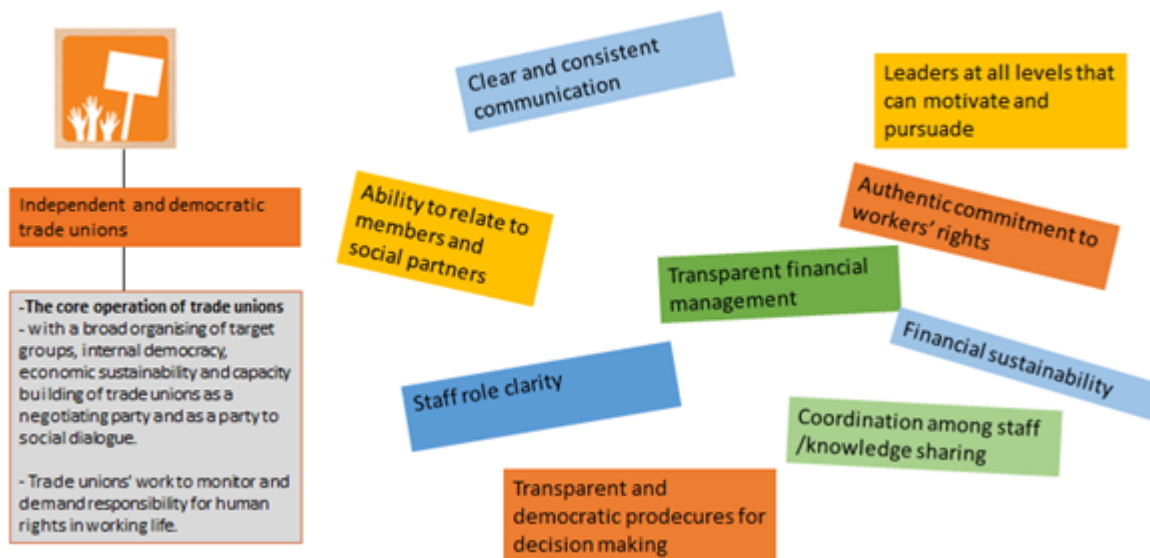 Independent and democratic
trade unions
-The core operation of trade unions
- with a broad organising of target
groups, internal democracy,
economic sustainability and capacity
building of trade unions as a
negotiating party and as a party to
social dialogue.
- Trade unions' work to monitor and
demand responsibility for human
rights in working life.
Clear and consistent
communication
Leaders at all levels that
can motivate and
pursuade
Ability to relate to
members and
social partners
Authentic commitment to
workers' rights
Transparent financial
management
Financial sustainability
Staff role clarity
Coordination among staff
/knowledge sharing
Transparent and
democratic prodecures for
decision making